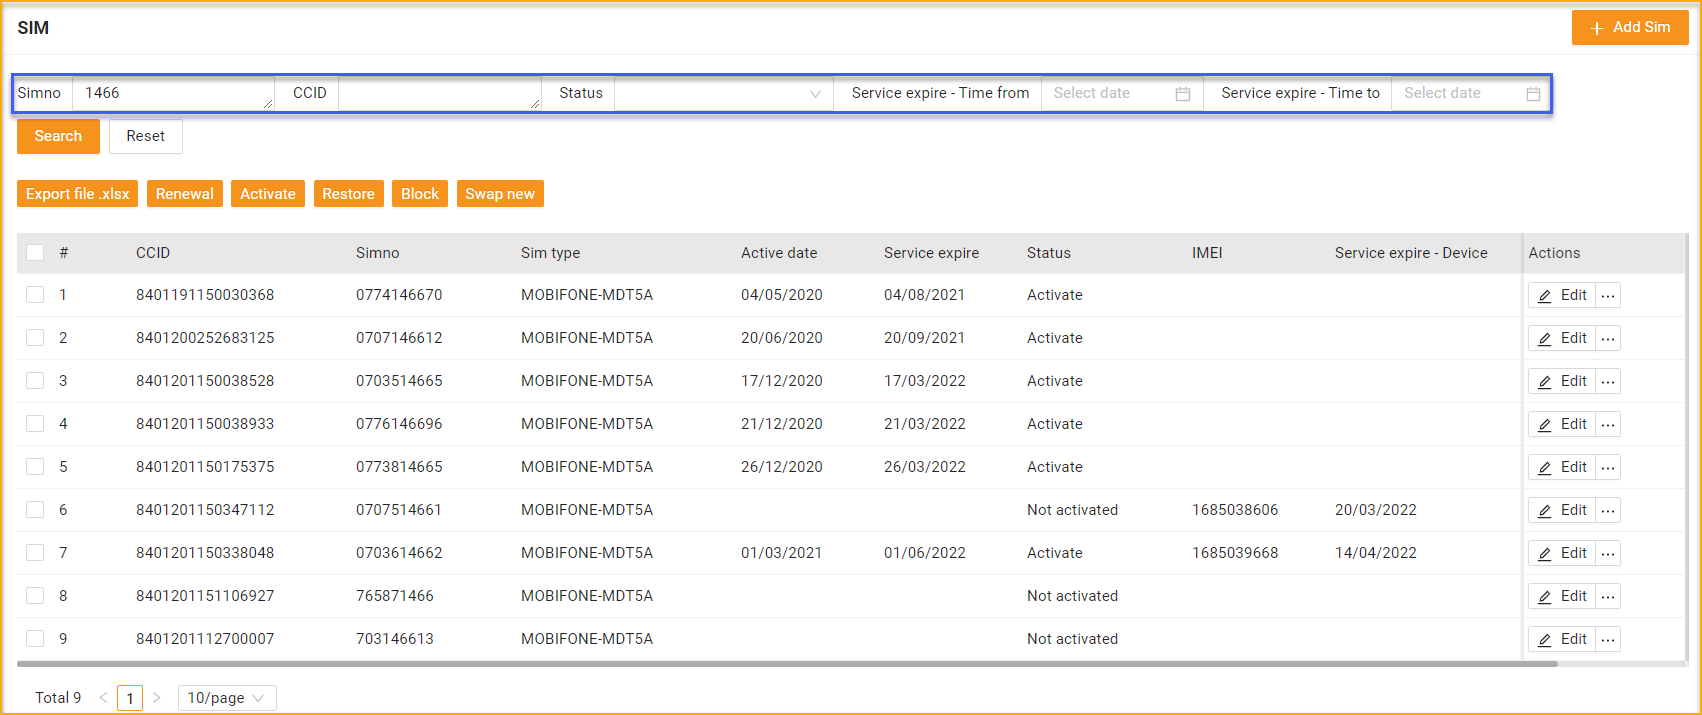 SIM
Add Sim
Simno 1466 CCID Status Service expire - Time from Select date Service expire - Time to Select date
Search Reset
Export file .xlsx Renewal Activate Restore Block Swap new
# CCID Simno Sim type Active date Service expire Status IMEI Service expire - Device Actions
1 8401191150030368 0774146670 MOBIFONE-MDT5A 04/05/2020 04/08/2021 Activate Edit ...
2 8401200252683125 0707146612 MOBIFONE-MDT5A 20/06/2020 20/09/2021 Activate Edit ...
3 8401201150038528 0703514665 MOBIFONE-MDT5A 17/12/2020 17/03/2022 Activate Edit ...
4 8401201150038933 0776146696 MOBIFONE-MDT5A 21/12/2020 21/03/2022 Activate Edit ...
5 8401201150175375 0773814665 MOBIFONE-MDT5A 26/12/2020 26/03/2022 Activate Edit ...
6 8401201150347112 0707514661 MOBIFONE-MDT5A Not activated 1685038606 20/03/2022 Edit ...
7 8401201150338048 0703614662 MOBIFONE-MDT5A 01/03/2021 01/06/2022 Activate 1685039668 14/04/2022 Edit ...
8 8401201151106927 765871466 MOBIFONE-MDT5A Not activated Edit ...
9 8401201112700007 703146613 MOBIFONE-MDT5A Not activated Edit ...
Total 9 < 1 > 10/page